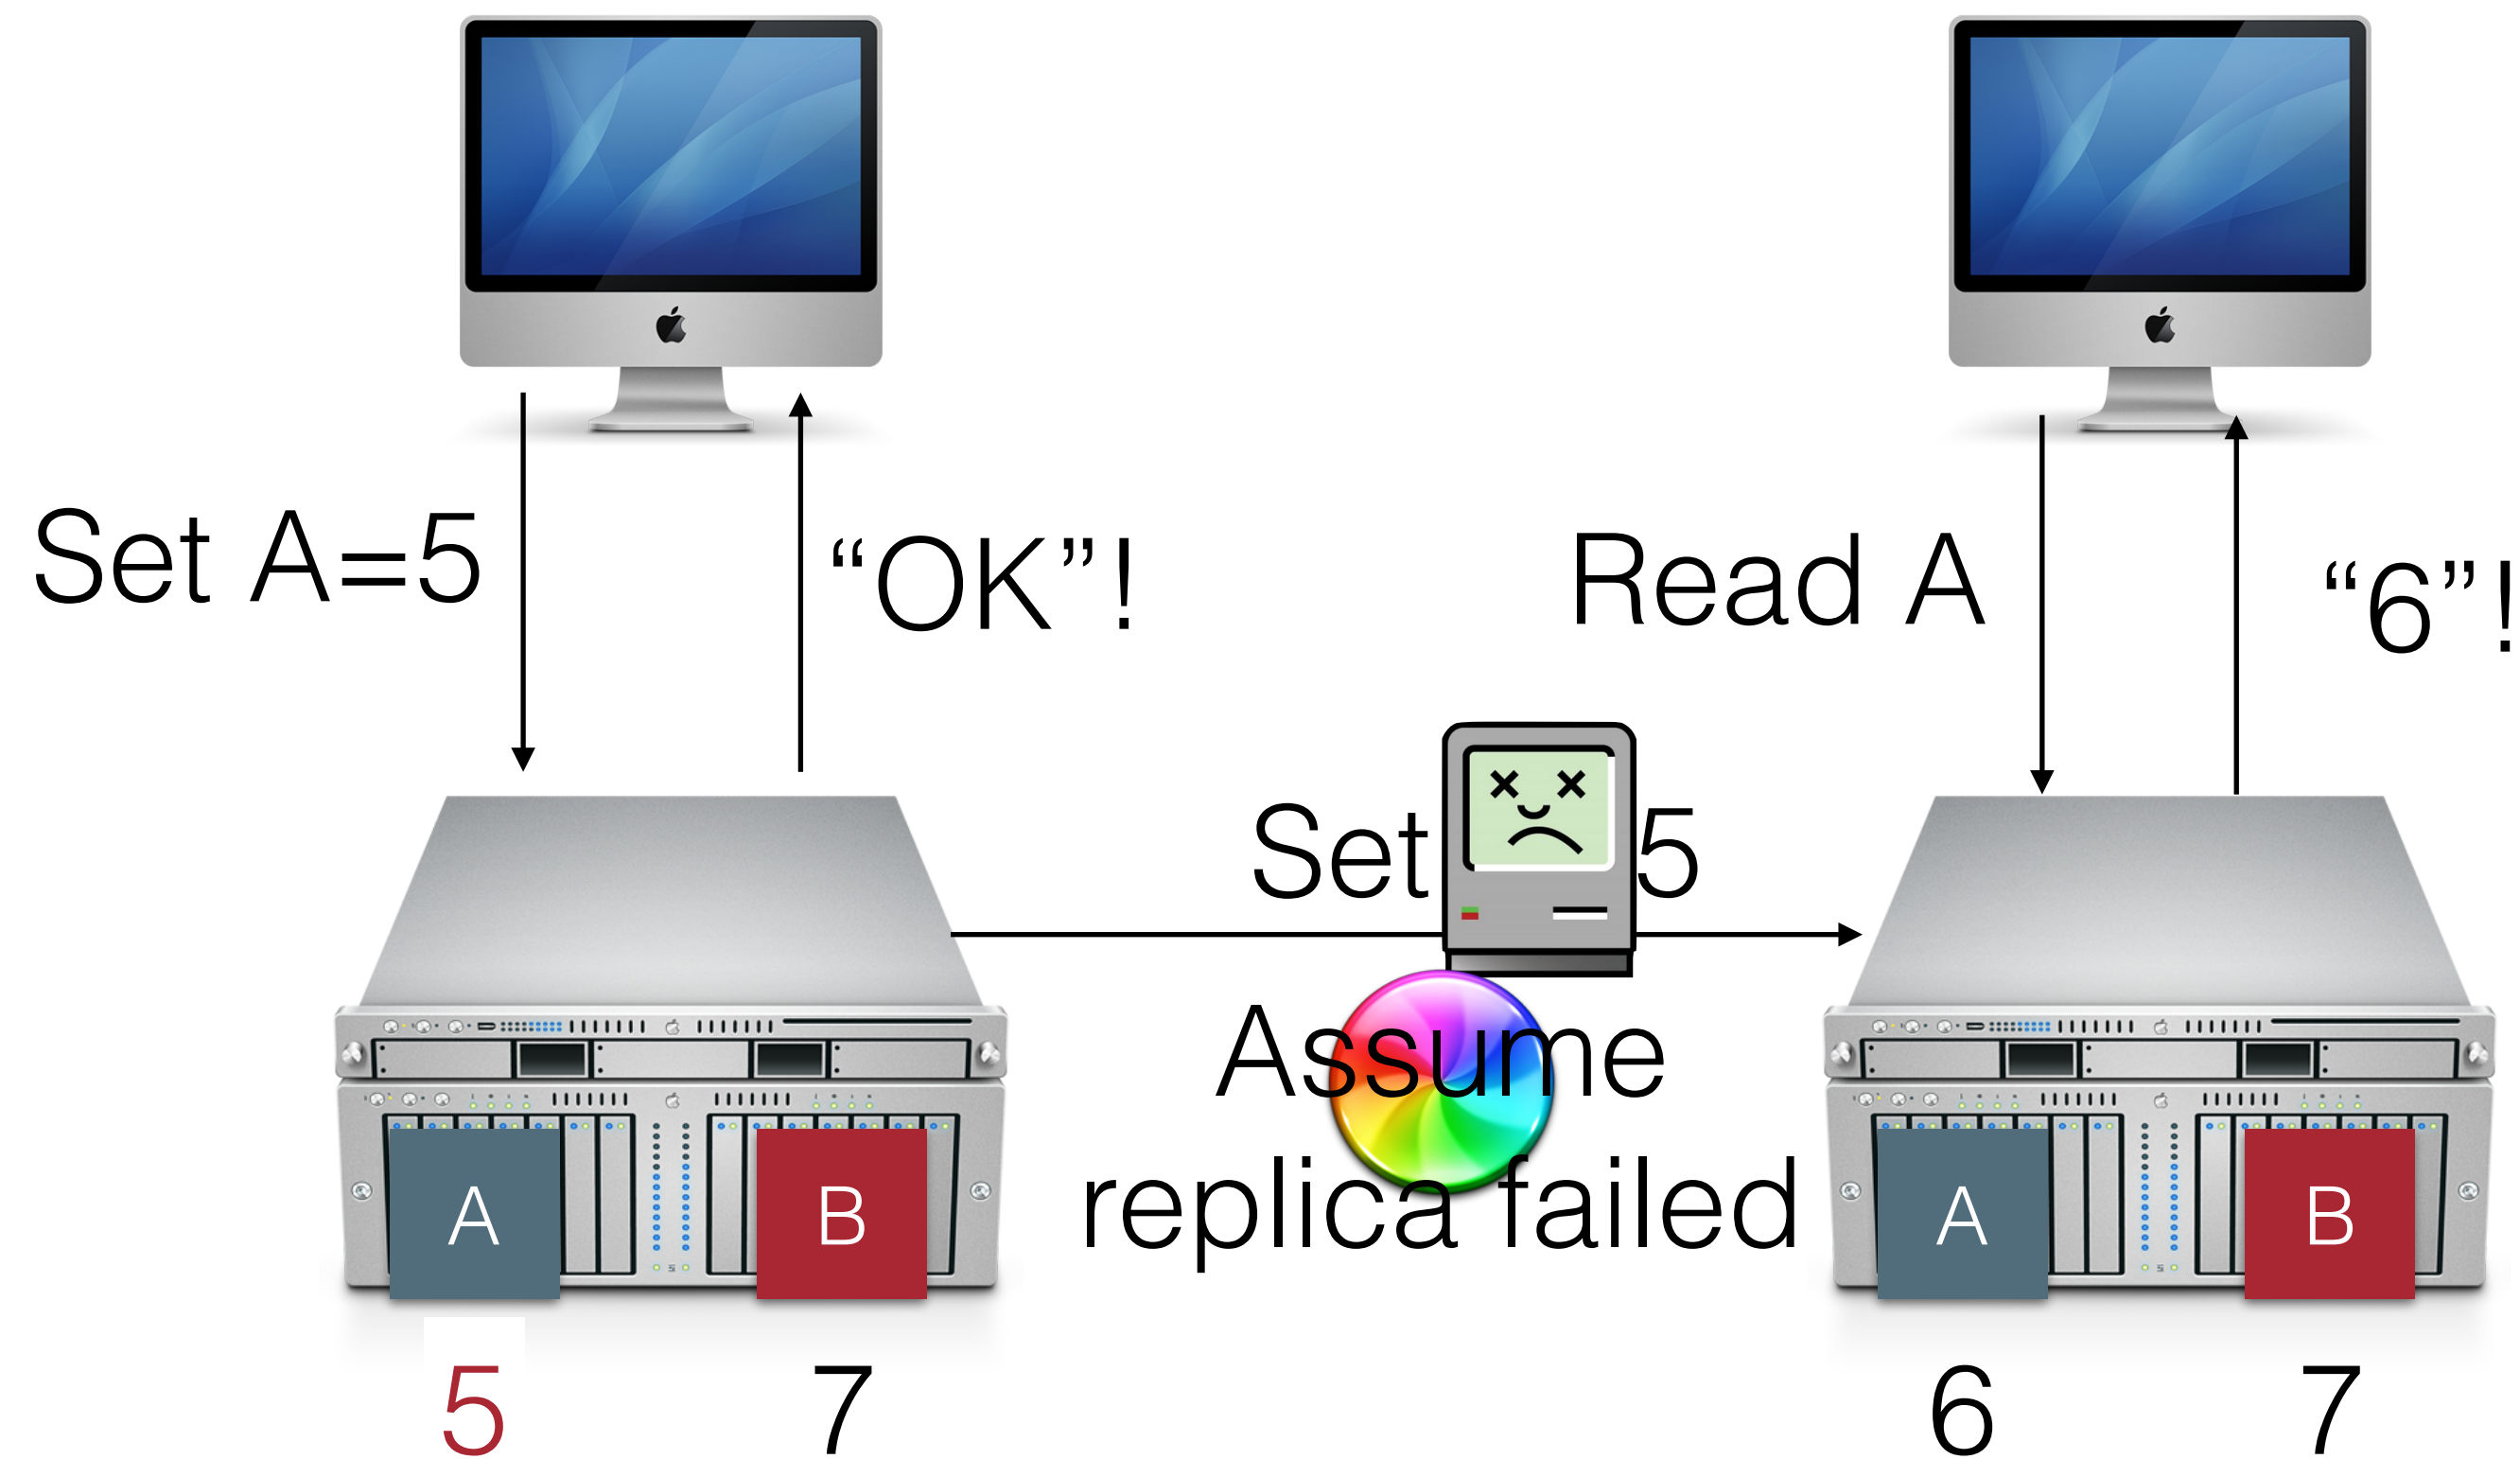 Set A=5
“OK”!
Read A
“6”!
Set 5
Assume
replica failed
A
B
A
B
5
7
6
7